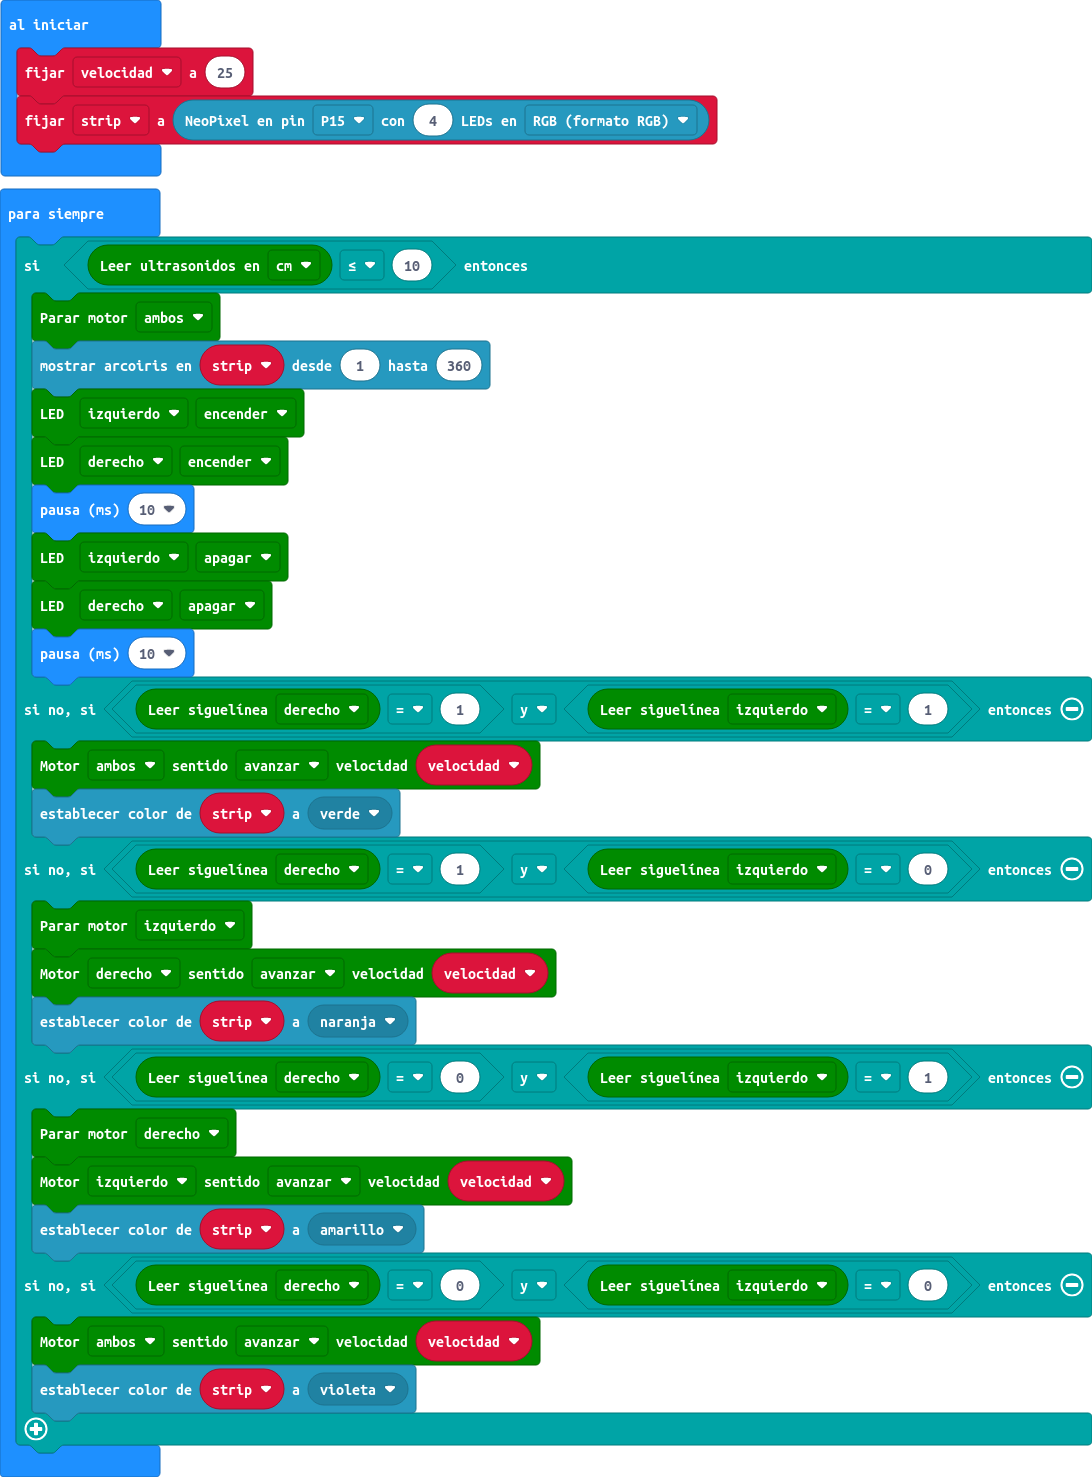 al iniciar
fijar velocidad a 25
fijar strip a NeoPixel en pin P15 con 4 LEDs en RGB (formato RGB)
para siempre
si Leer ultrasonidos en cm ≤ 10 entonces
Parar motor ambos
mostrar arcoiris en strip desde 1 hasta 360
LED izquierdo encender
LED derecho encender
pausa (ms) 10
LED izquierdo apagar
LED derecho apagar
pausa (ms) 10
si no, si Leer siguelínea derecho = 1 y Leer siguelínea izquierdo = 1 entonces
Motor ambos sentido avanzar velocidad velocidad
establecer color de strip a verde
si no, si Leer siguelínea derecho = 1 y Leer siguelínea izquierdo = 0 entonces
Parar motor izquierdo
Motor derecho sentido avanzar velocidad velocidad
establecer color de strip a naranja
si no, si Leer siguelínea derecho = 0 y Leer siguelínea izquierdo = 1 entonces
Parar motor derecho
Motor izquierdo sentido avanzar velocidad velocidad
establecer color de strip a amarillo
si no, si Leer siguelínea derecho = 0 y Leer siguelínea izquierdo = 0 entonces
Motor ambos sentido avanzar velocidad velocidad
establecer color de strip a violeta